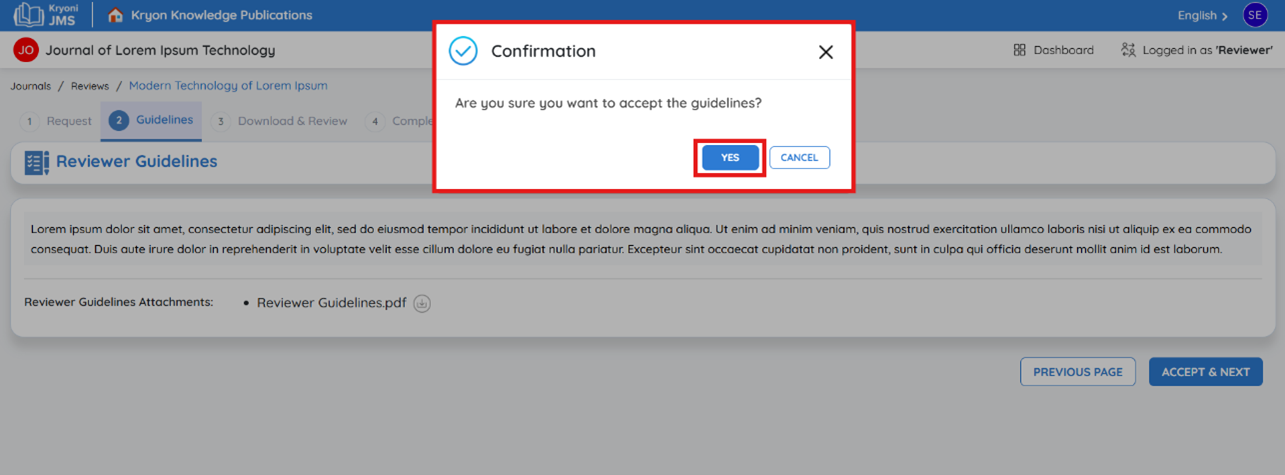 Kryoni JMS
Kryon Knowledge Publications
English
SE
JO
Journal of Lorem Ipsum Technology
Dashboard
Logged in as 'Reviewer'
Journals / Reviews / Modern Technology of Lorem Ipsum
1 Request
2 Guidelines
3 Download & Review
4 Comple
Confirmation
Are you sure you want to accept the guidelines?
YES
CANCEL
Reviewer Guidelines
Lorem ipsum dolor sit amet, consectetur adipiscing elit, sed do eiusmod tempor incididunt ut labore et dolore magna aliqua. Ut enim ad minim veniam, quis nostrud exercitation ullamco laboris nisi ut aliquip ex ea commodo
consequat. Duis aute irure dolor in reprehenderit in voluptate velit esse cillum dolore eu fugiat nulla pariatur. Excepteur sint occaecat cupidatat non proident, sunt in culpa qui officia deserunt mollit anim id est laborum.
Reviewer Guidelines Attachments:
• Reviewer Guidelines.pdf
PREVIOUS PAGE
ACCEPT & NEXT